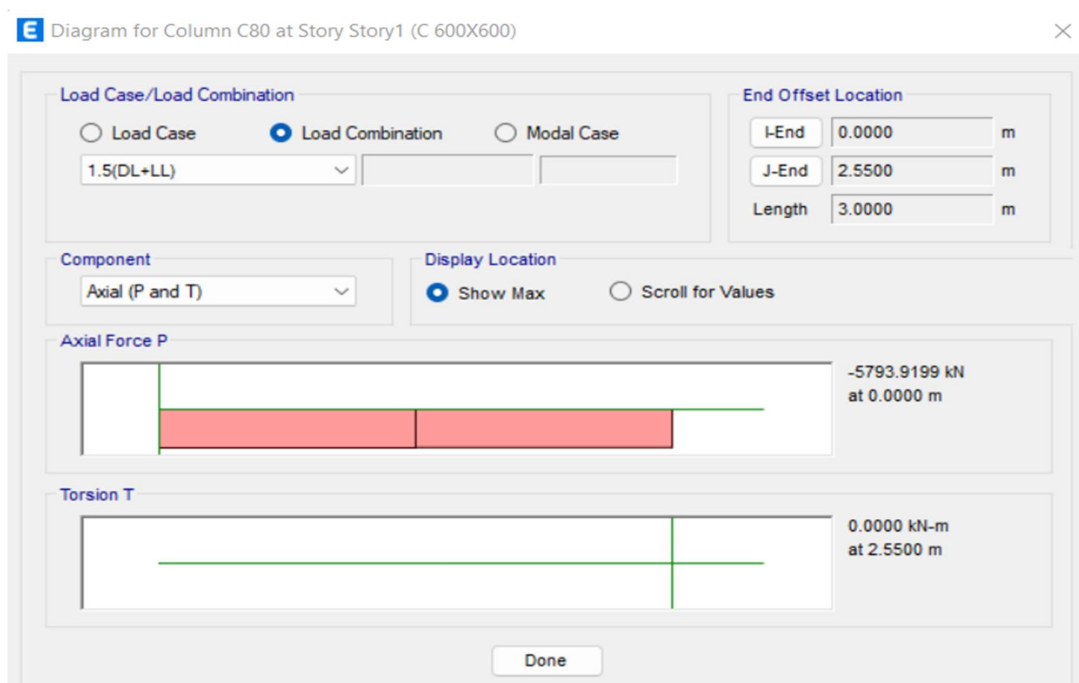 E Diagram for Column C80 at Story Story1 (C 600X600)
Load Case/Load Combination
Load Case Load Combination Modal Case
1.5(DL+LL)
End Offset Location
I-End 0.0000 m
J-End 2.5500 m
Length 3.0000 m
Component
Axial (P and T)
Display Location
Show Max Scroll for Values
Axial Force P
-5793.9199 kN
at 0.0000 m
Torsion T
0.0000 kN-m
at 2.5500 m
Done